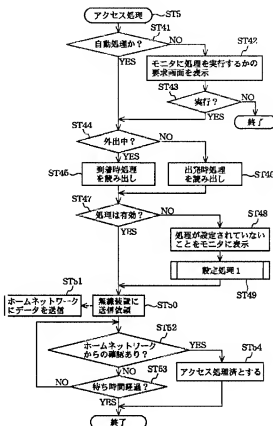 アクセス処理
ST5
ST41
自動処理か？
NO
ST42
YES
モニタに処理を実行するかの
要求画面を表示
ST43
実行？
NO
YES
終了
ST44
外出中？
NO
YES
ST45
到着時処理
を読み出し
出発時処理
を読み出し
ST46
ST47
処理は有効？
NO
ST48
YES
処理が設定されていない
ことをモニタに表示
設定処理1
ST49
ST51
ホームネットワーク
にデータを送信
無線装置に
送信依頼
ST50
ST52
ホームネットワーク
からの確認あり？
YES
ST54
NO
ST53
アクセス処理済とする
NO
待ち時間経過？
YES
終了